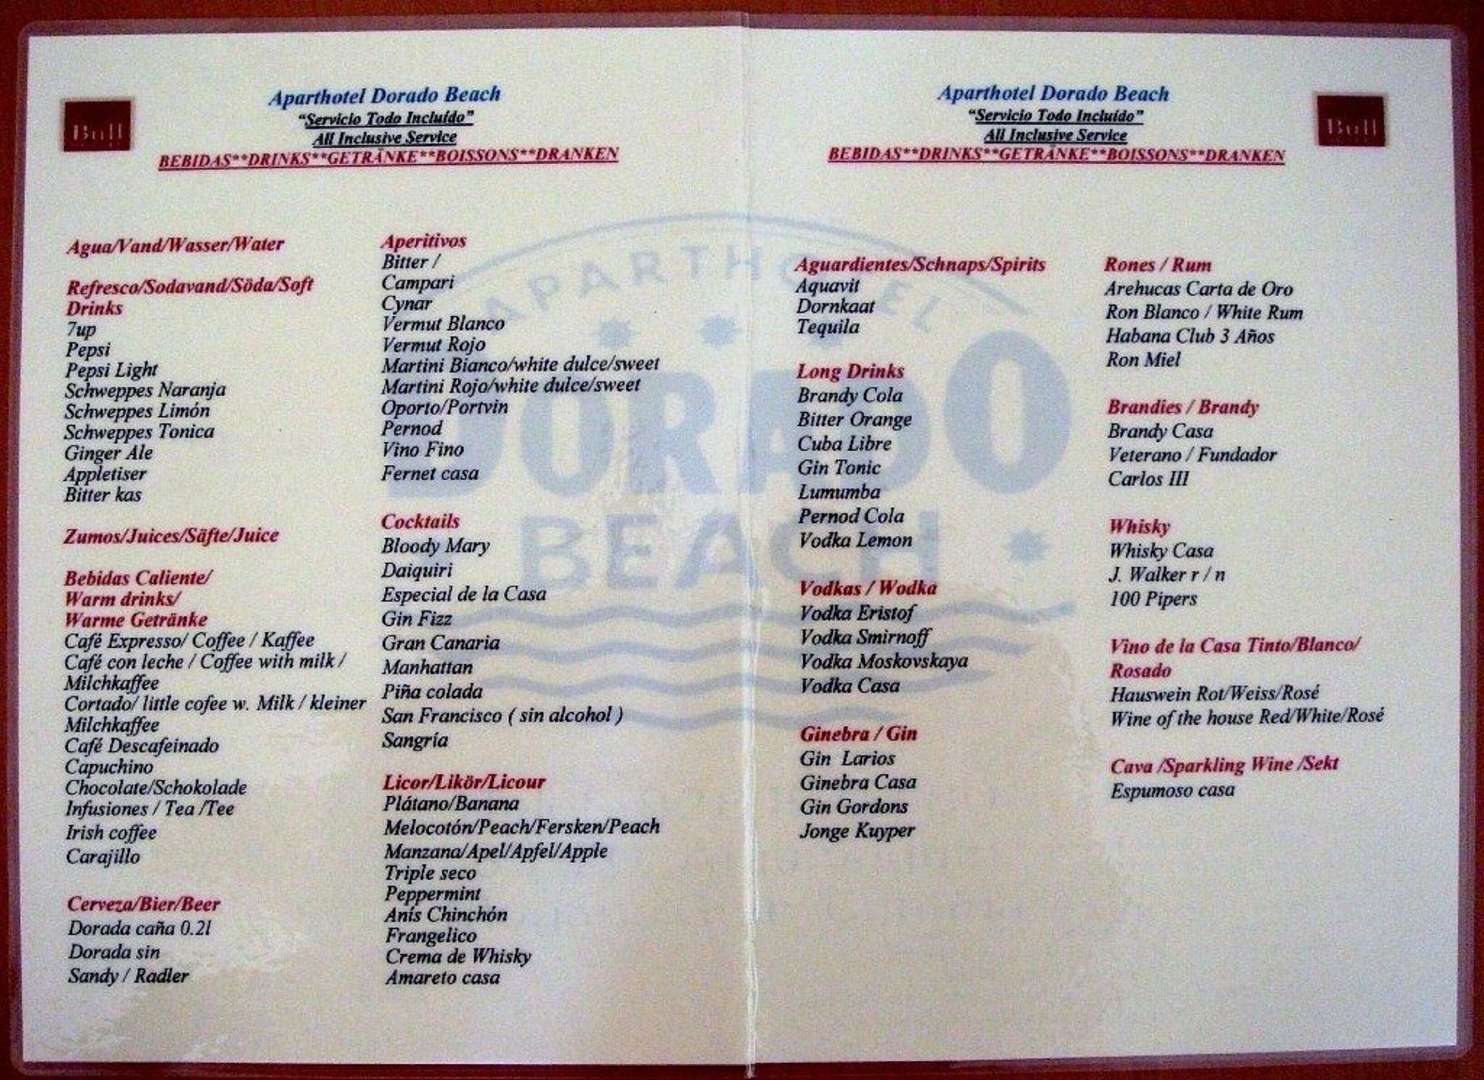 Bull
Aparthotel Dorado Beach
"Servicio Todo Incluído"
All Inclusive Service
BEBIDAS**DRINKS**GETRÄNKE**BOISSONS**DRANKEN
Agua/Vand/Wasser/Water
Refresco/Sodavand/Söda/Soft
Drinks
7up
Pepsi
Pepsi Light
Schweppes Naranja
Schweppes Limón
Schweppes Tonica
Ginger Ale
Appletiser
Bitter kas
Zumos/Juices/Säfte/Juice
Bebidas Caliente/
Warm drinks/
Warme Getränke
Café Expresso/ Coffee / Kaffee
Café con leche / Coffee with milk /
Milchkaffee
Cortado/ little cofee w. Milk / kleiner
Milchkaffee
Café Descafeinado
Capuchino
Chocolate/Schokolade
Infusiones / Tea /Tee
Irish coffee
Carajillo
Cerveza/Bier/Beer
Dorada caña 0.2l
Dorada sin
Sandy / Radler
Aperitivos
Bitter /
Campari
Cynar
Vermut Blanco
Vermut Rojo
Martini Bianco/white dulce/sweet
Martini Rojo/white dulce/sweet
Oporto/Portvin
Pernod
Vino Fino
Fernet casa
Cocktails
Bloody Mary
Daiquiri
Especial de la Casa
Gin Fizz
Gran Canaria
Manhattan
Piña colada
San Francisco ( sin alcohol )
Sangría
Licor/Likör/Licour
Plátano/Banana
Melocotón/Peach/Fersken/Peach
Manzana/Apel/Apfel/Apple
Triple seco
Peppermint
Anís Chinchón
Frangelico
Crema de Whisky
Amareto casa
Aparthotel Dorado Beach
"Servicio Todo Incluído"
All Inclusive Service
BEBIDAS**DRINKS**GETRÄNKE**BOISSONS**DRANKEN
Bull
Aguardientes/Schnaps/Spirits
Aquavit
Dornkaat
Tequila
Long Drinks
Brandy Cola
Bitter Orange
Cuba Libre
Gin Tonic
Lumumba
Pernod Cola
Vodka Lemon
Vodkas / Wodka
Vodka Eristof
Vodka Smirnoff
Vodka Moskovskaya
Vodka Casa
Ginebra / Gin
Gin Larios
Ginebra Casa
Gin Gordons
Jonge Kuyper
Rones / Rum
Arehucas Carta de Oro
Ron Blanco / White Rum
Habana Club 3 Años
Ron Miel
Brandies / Brandy
Brandy Casa
Veterano / Fundador
Carlos III
Whisky
Whisky Casa
J. Walker r / n
100 Pipers
Vino de la Casa Tinto/Blanco/
Rosado
Hauswein Rot/Weiss/Rosé
Wine of the house Red/White/Rosé
Cava /Sparkling Wine /Sekt
Espumoso casa
APARTHOTEL
DORADO
BEACH